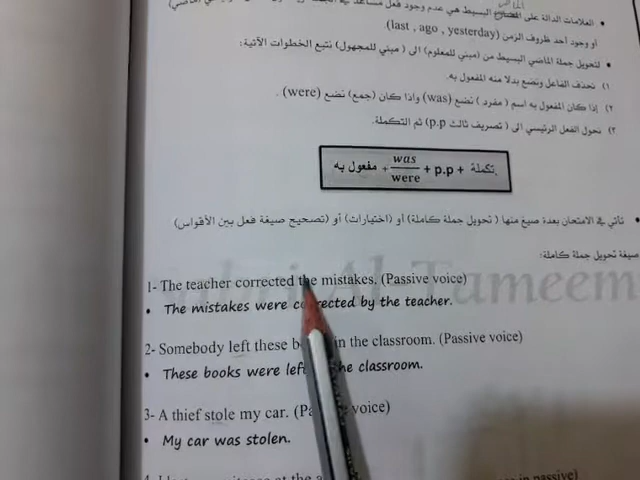 العلامات الدالة على الماضي البسيط هي عدم وجود فعل مساعد في
أو وجود أحد ظروف الزمن (last , ago , yesterday)
• لتحويل جملة الماضي البسيط من (مبني للمعلوم) الى (مبني للمجهول) نتبع الخطوات الآتية:
١) نحذف الفاعل ونضع بدلا منه المفعول به.
٢) إذا كان المفعول به اسم (مفرد) نضع (was) واذا كان (جمع) نضع (were).
٣) نحول الفعل الرئيسي الى (تصريف ثالث p.p) ثم التكملة.
مفعول به + was/were + p.p + تكملة.
• تأتي في الامتحان بعدة صيغ منها (تحويل جملة كاملة) أو (اختيارات) أو (تصحيح صيغة فعل بين الأقواس)
صيغة تحويل جملة كاملة:
Al Tameem
1- The teacher corrected the mistakes. (Passive voice)
• The mistakes were corrected by the teacher.
2- Somebody left these in the classroom. (Passive voice)
• These books were left the classroom.
3- A thief stole my car. (Pa voice)
• My car was stolen.
in passive)